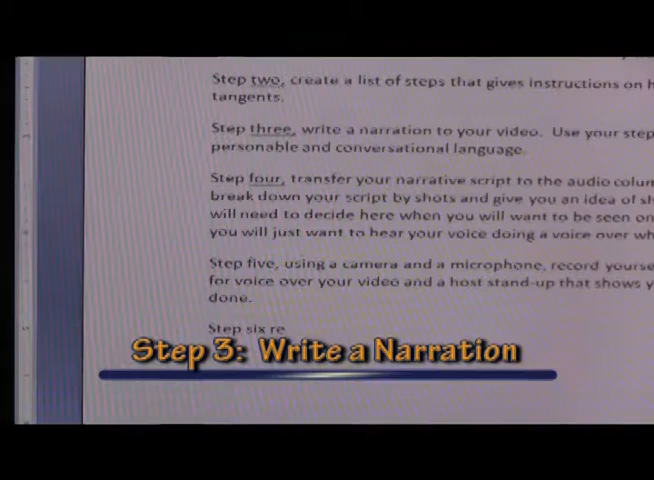 Step two, create a list of steps that gives instructions on h
tangents.
Step three, write a narration to your video. Use your step
personable and conversational language.
Step four, transfer your narrative script to the audio colum
break down your script by shots and give you an idea of sh
will need to decide here when you will want to be seen on
you will just want to hear your voice doing a voice over wh
Step five, using a camera and a microphone, record yourse
for voice over your video and a host stand-up that shows y
done.
Step six re
Step 3: Write a Narration